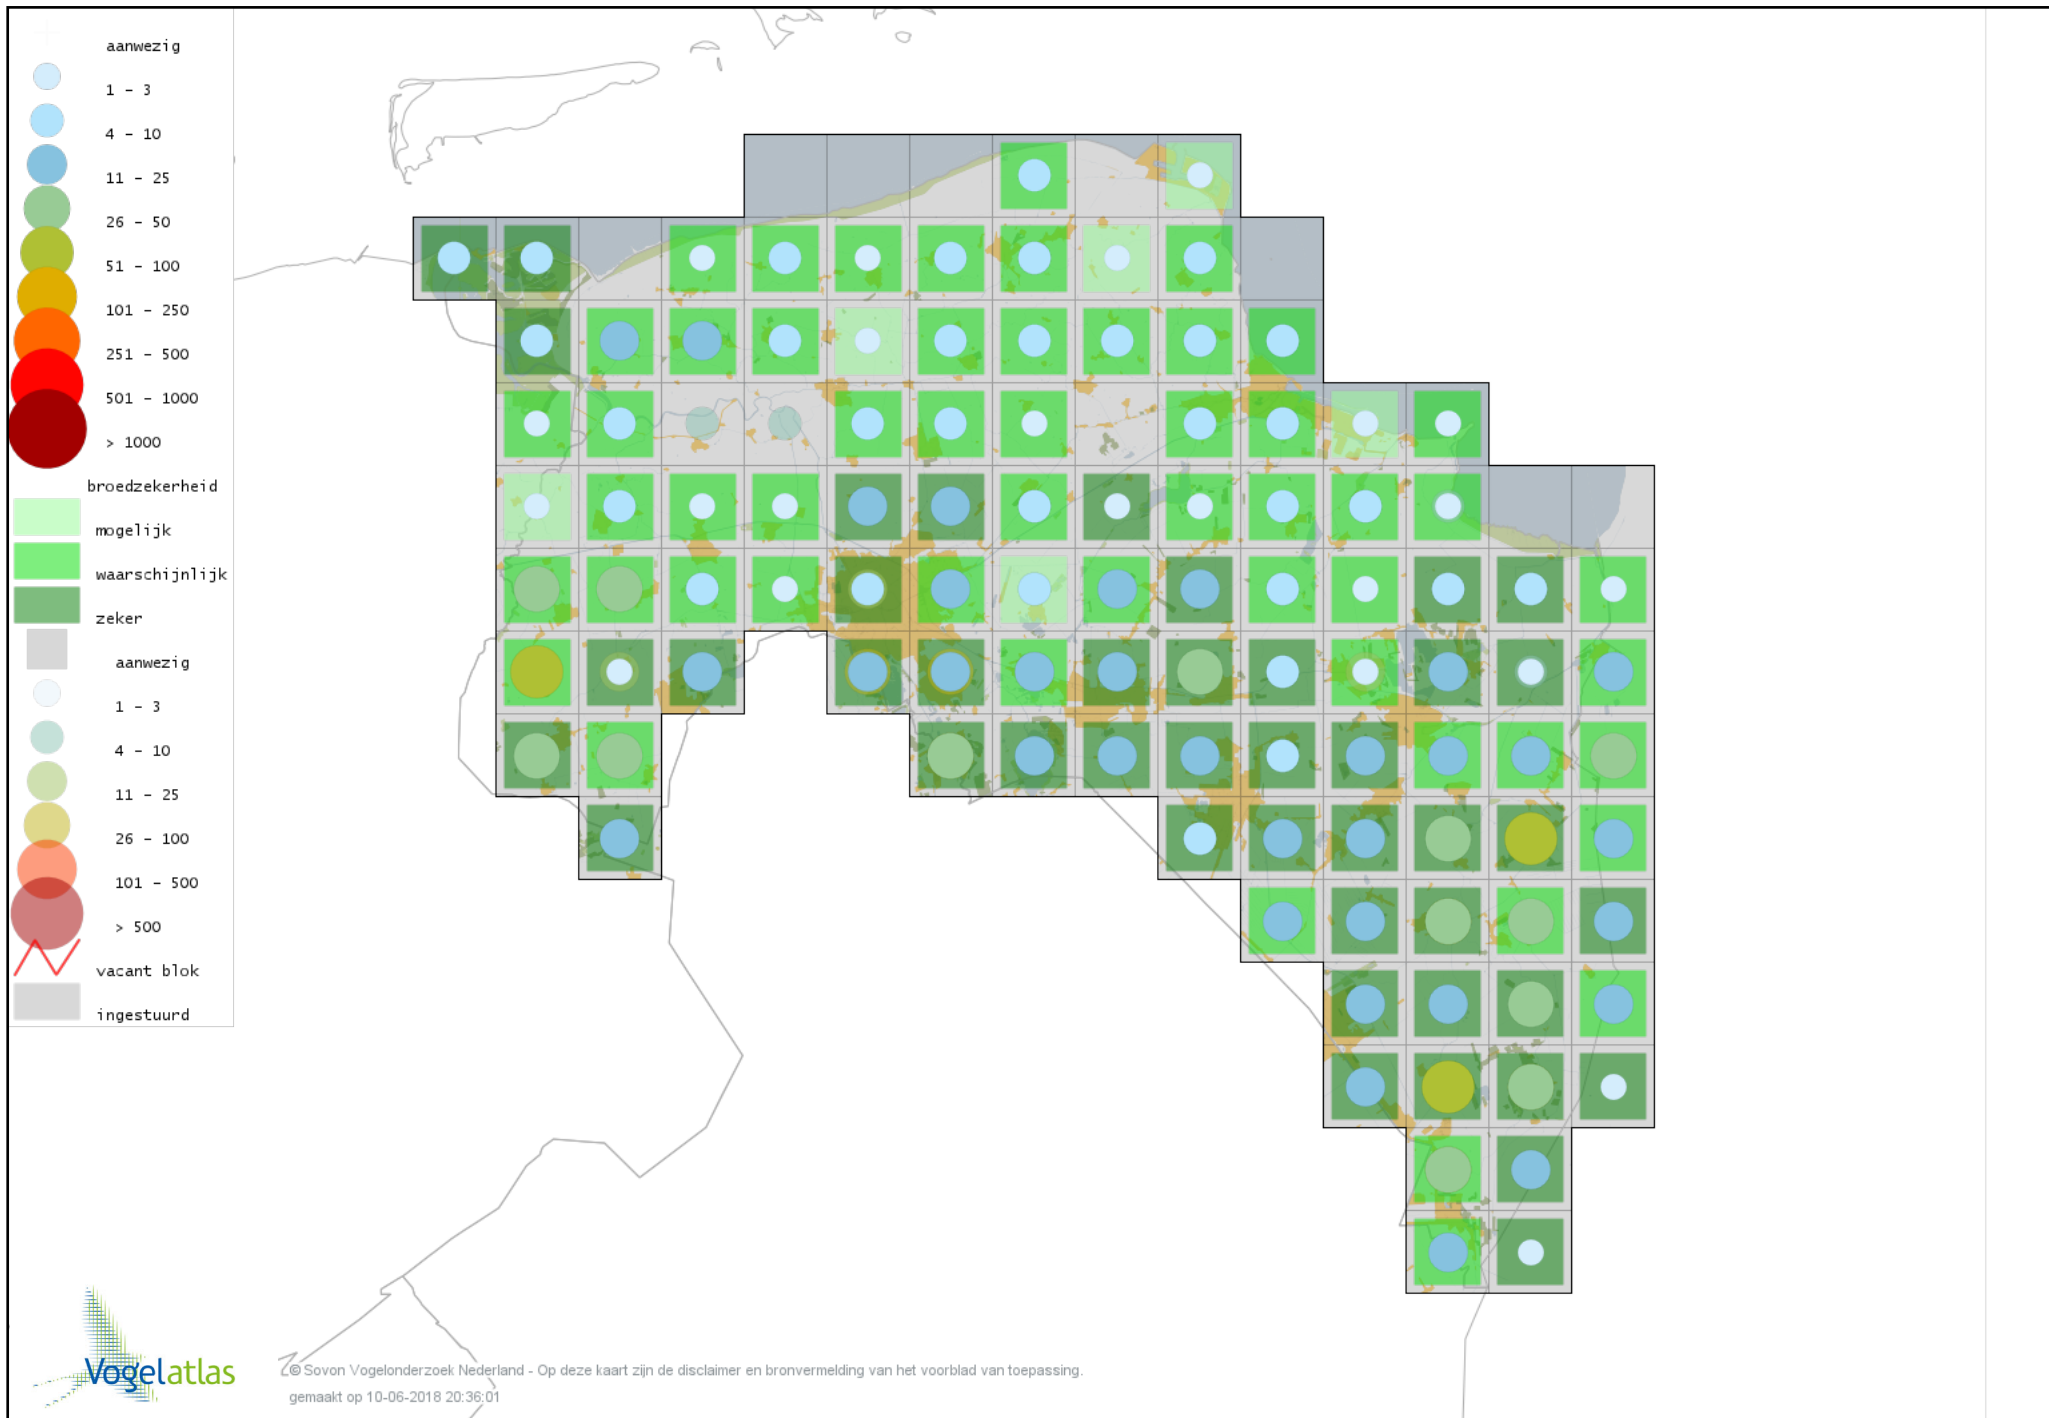 aanwezig
1 - 3
4 - 10
11 - 25
26 - 50
51 - 100
101 - 250
251 - 500
501 - 1000
> 1000
broedzekerheid
mogelijk
waarschijnlijk
zeker
aanwezig
1 - 3
4 - 10
11 - 25
26 - 100
101 - 500
> 500
vacant blok
ingestuurd
Vogelatlas
© Sovon Vogelonderzoek Nederland - Op deze kaart zijn de disclaimer en bronvermelding van het voorblad van toepassing.
gemaakt op 10-06-2018 20:36:01